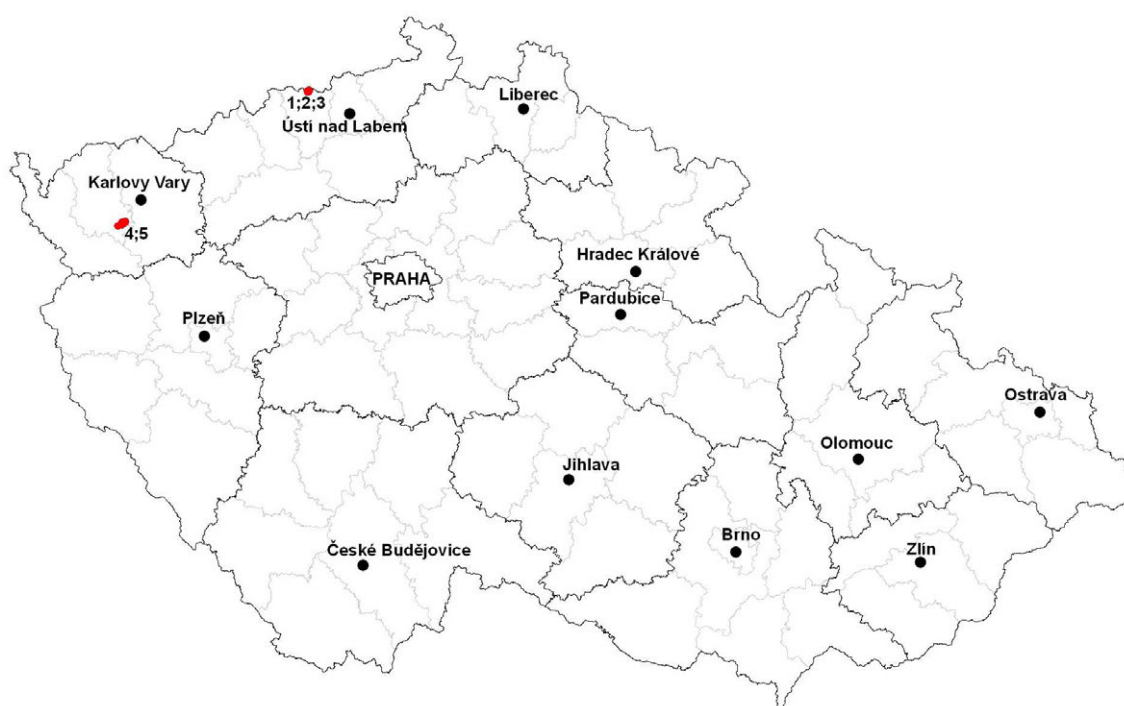 Liberec
1;2;3
Ústí nad Labem
Karlovy Vary
4;5
Hradec Králové
PRAHA
Pardubice
Plzeň
Ostrava
Olomouc
Jihlava
Brno
České Budějovice
Zlín